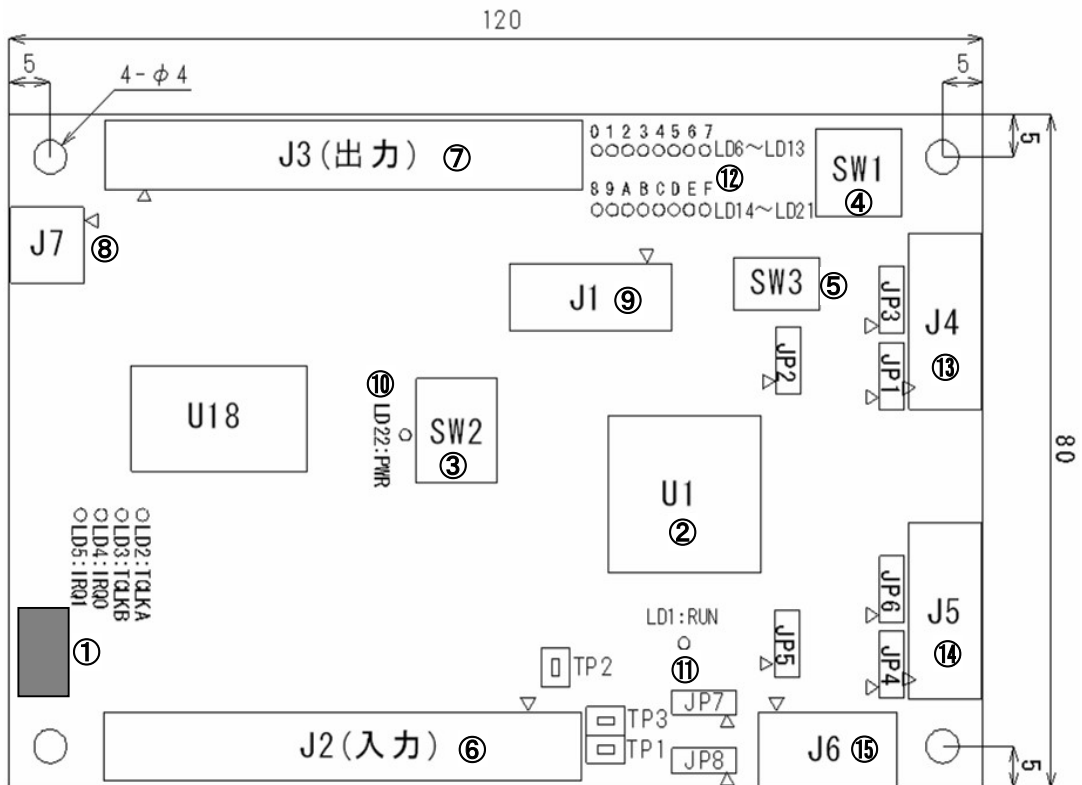 120
5
4-φ4
5
5
J3(出力) ⑦
0 1 2 3 4 5 6 7
LD6～LD13
⑫
8 9 A B C D E F
LD14～LD21
SW1
④
J7 ⑧
J1 ⑨
SW3 ⑤
JP3
J4
⑬
JP2
JP1
U18
⑩
LD22:PWR
SW2
③
80
U1
②
LD5:IRQ1
LD4:IRQ0
LD3:TCLKB
LD2:TCLKA
①
LD1:RUN
⑪
JP5
JP6
JP4
J5
⑭
TP2
TP3
TP1
JP7
JP8
J2(入力) ⑥
J6 ⑮
5